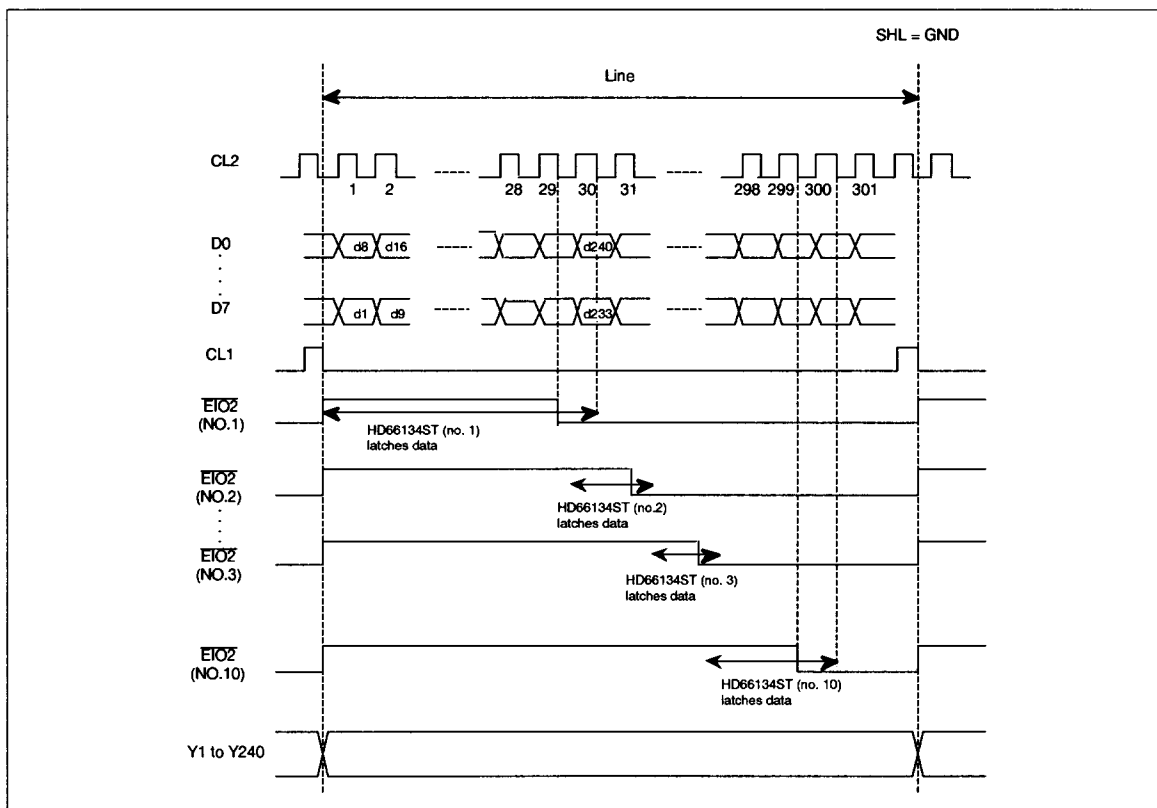 SHL = GND
Line
CL2
1 2 28 29 30 31 298 299 300 301
D0
d8 d16 d240
D7
d1 d9 d233
CL1
EIO2
(NO.1)
HD66134ST (no. 1)
latches data
EIO2
(NO.2)
HD66134ST (no.2)
latches data
EIO2
(NO.3)
HD66134ST (no. 3)
latches data
EIO2
(NO.10)
HD66134ST (no. 10)
latches data
Y1 to Y240